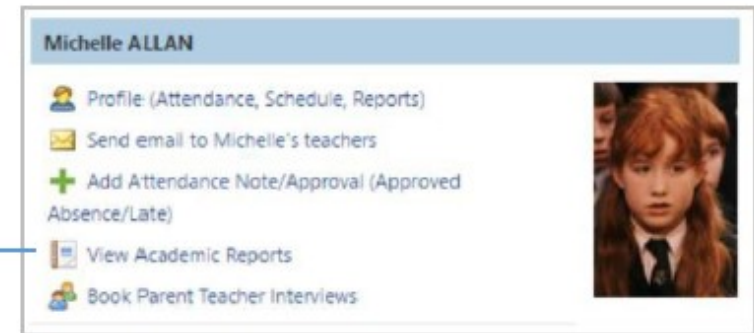 Michelle ALLAN
Profile (Attendance, Schedule, Reports)
Send email to Michelle's teachers
Add Attendance Note/Approval (Approved
Absence/Late)
View Academic Reports
Book Parent Teacher Interviews